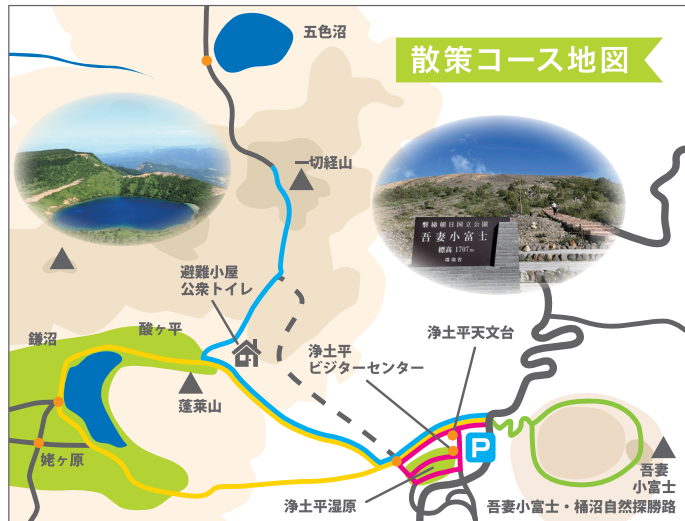 五色沼
散策コース地図
一切経山
磐梯朝日国立公園
吾妻小富士
標高1707m
環境省
避難小屋
公衆トイレ
鎌沼
酸ヶ平
浄土平天文台
浄土平
ビジターセンター
蓬莱山
P
姥ヶ原
吾妻
小富士
浄土平湿原
吾妻小富士・桶沼自然探勝路